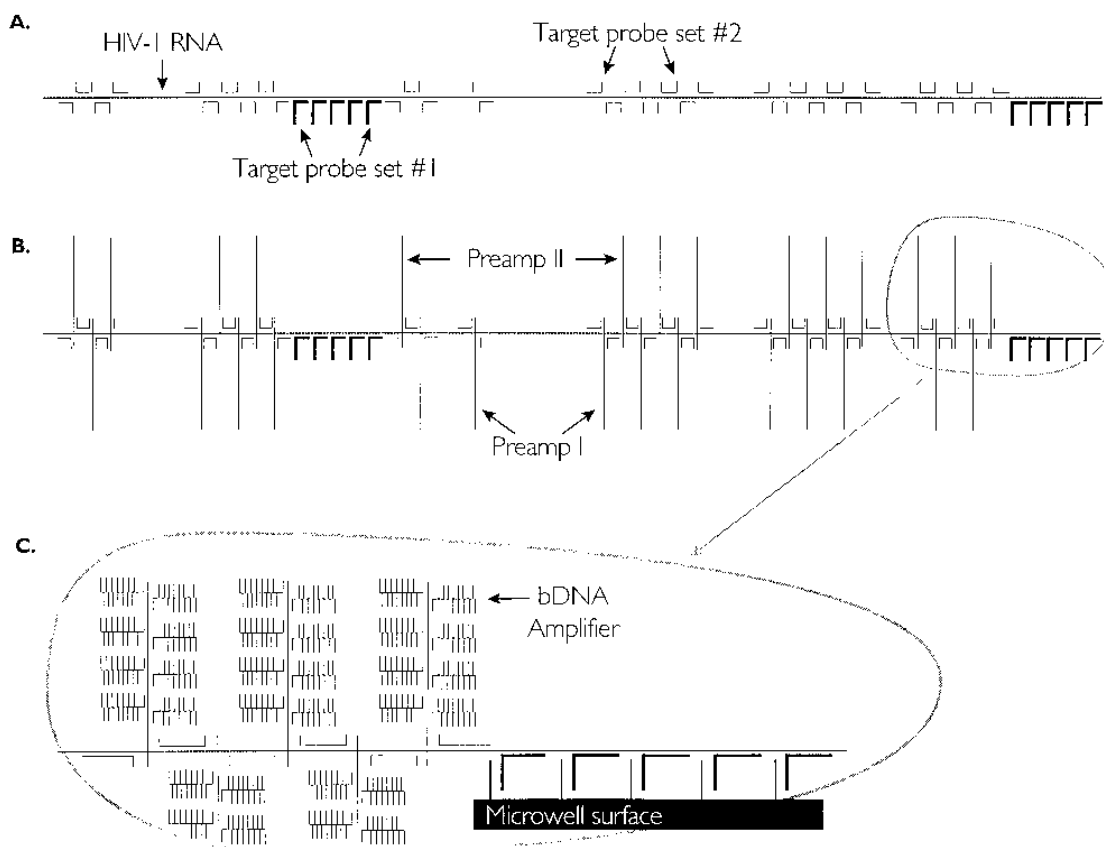 A.
HIV-1 RNA
Target probe set #2
Target probe set #1
B.
Preamp II
Preamp I
C.
bDNA
Amplifier
Microwell surface